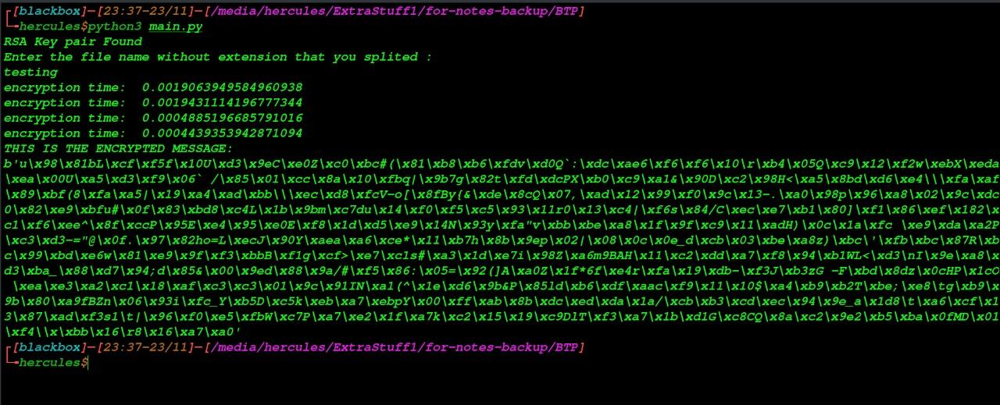 ┌[blackbox]─[23:37-23/11]─[/media/hercules/ExtraStuff1/for-notes-backup/BTP]
└╼hercules$python3 main.py
RSA Key pair Found
Enter the file name without extension that you splited :
testing
encryption time:  0.0019063949584960938
encryption time:  0.0019431114196777344
encryption time:  0.0004885196685791016
encryption time:  0.0004439353942871094
THIS IS THE ENCRYPTED MESSAGE:
b'u\x98\x81bL\xcf\xf5f\x10U\xd3\x9eC\xe0Z\xc0\xbc#(\x81\xb8\xb6\xfdv\xd0Q`:\xdc\xae6\xf6\xf6\x10\r\xb4\x05Q\xc9\x12\xf2w\xebX\xeda
\xea\x00U\xa5\xd3\xf9\x06` /\x85\x01\xcc\x8a\x10\xfbq|\x9b7g\x82t\xfd\xdcPX\xb0\xc9\xa1&\x90D\xc2\x98H<\xa5\x8bd\xd6\xe4\\\xfa\xaf
\x89\xbf(8\xfa\xa5|\x19\xa4\xad\xbb\\\xec\xd8\xfcV-o[\x8fBy{&\xde\x8cQ\x07,\xad\x12\x99\xf0\x9c\x13-.\xa0\x98p\x96\xa8\x02\x9c\xdc
0\x82\xe9\xbfu#\x0f\x83\xbd8\xc4L\x1b\x9bm\xc7du\x14\xf0\xf5\xc5\x93\x11r0\x13\xc4|\xf6s\x84/C\xec\xe7\xb1\x80]\xf1\x86\xef\x182\x
c1\xf6\xee^\x8f\xccP\x95E\xe4\x95\xe0E\xf8\x1d\xd5\xe9\x14N\x93y\xfa"v\xbb\xbe\xa8\x1f\x9f\xc9\x11\xadH)\x0c\x1a\xfc \xe9\xda\xa2P
\xc3\xd3-="@\x0f.\x97\x82ho=L\xecJ\x90Y\xaea\xa6\xce*\x11\xb7h\x8b\x9ep\x02|\x08\x0c\x0e_d\xcb\x03\xbe\xa8z)\xbc\'\xfb\xbc\x87R\xb
c\x99\xbd\xe6w\x81\xe9\x9f\xf3\xbbB\xf1g\xcf>\xe7\xc1s#\xa3\x1d\xe7i\x98Z\xa6m9BAH\x11\xc2\xdd\xa7\xf8\x94\xb1WL<\xd3\nI\x9e\xa8\x
d3\xba_\x88\xd7\x94;d\x85&\x00\x9ed\x88\x9a/#\xf5\x86:\x05=\x92(]A\xa0Z\x1f*6f\xe4r\xfa\x19\xdb-\xf3J\xb3zG -F\xbd\x8dz\x0cHP\x1cO
 \xea\xe3\xa2\xc1\x18\xaf\xc3\xc3\x01\x9c\x91IN\xa1(^\x1e\xd6\x9b&P\x85ld\xb6\xdf\xaac\xf9\x11\x10$\xa4\xb9\xb2T\xbe;\xe8\tg\xb9\x
9b\x80\xa9fBZn\x06\x93i\xfc_Y\xb5D\xc5k\xeb\xa7\xebpY\x00\xff\xab\x8b\xdc\xed\xda\x1a/\xcb\xb3\xcd\xec\x94\x9e_a\x1d8\t\xa6\xcf\x1
3\x87\xad\xf3s1\t|\x96\xf0\xe5\xfbW\xc7P\xa7\xe2\x1f\xa7k\xc2\x15\x19\xc9DlT\xf3\xa7\x1b\xd1G\xc8CQ\x8a\xc2\x9e2\xb5\xba\x0fMD\x01
\xf4\\x\xbb\x16\r8\x16\xa7\xa0'
┌[blackbox]─[23:37-23/11]─[/media/hercules/ExtraStuff1/for-notes-backup/BTP]
└╼hercules$